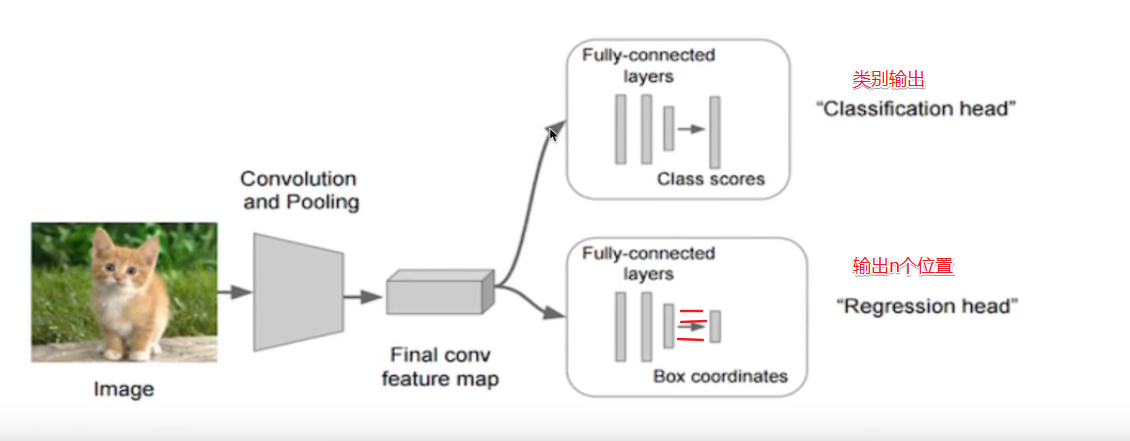 Fully-connected
layers
类别输出
“Classification head”
Class scores
Convolution
and Pooling
Fully-connected
layers
输出n个位置
“Regression head”
Box coordinates
Final conv
feature map
Image